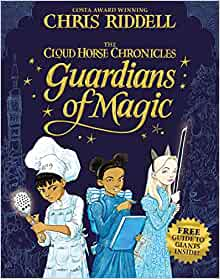 COSTA AWARD WINNING
CHRIS RIDDELL
THE
CLOUD HORSE CHRONICLES
Guardians
of Magic
FREE
GUIDE TO
GIANTS
INSIDE!